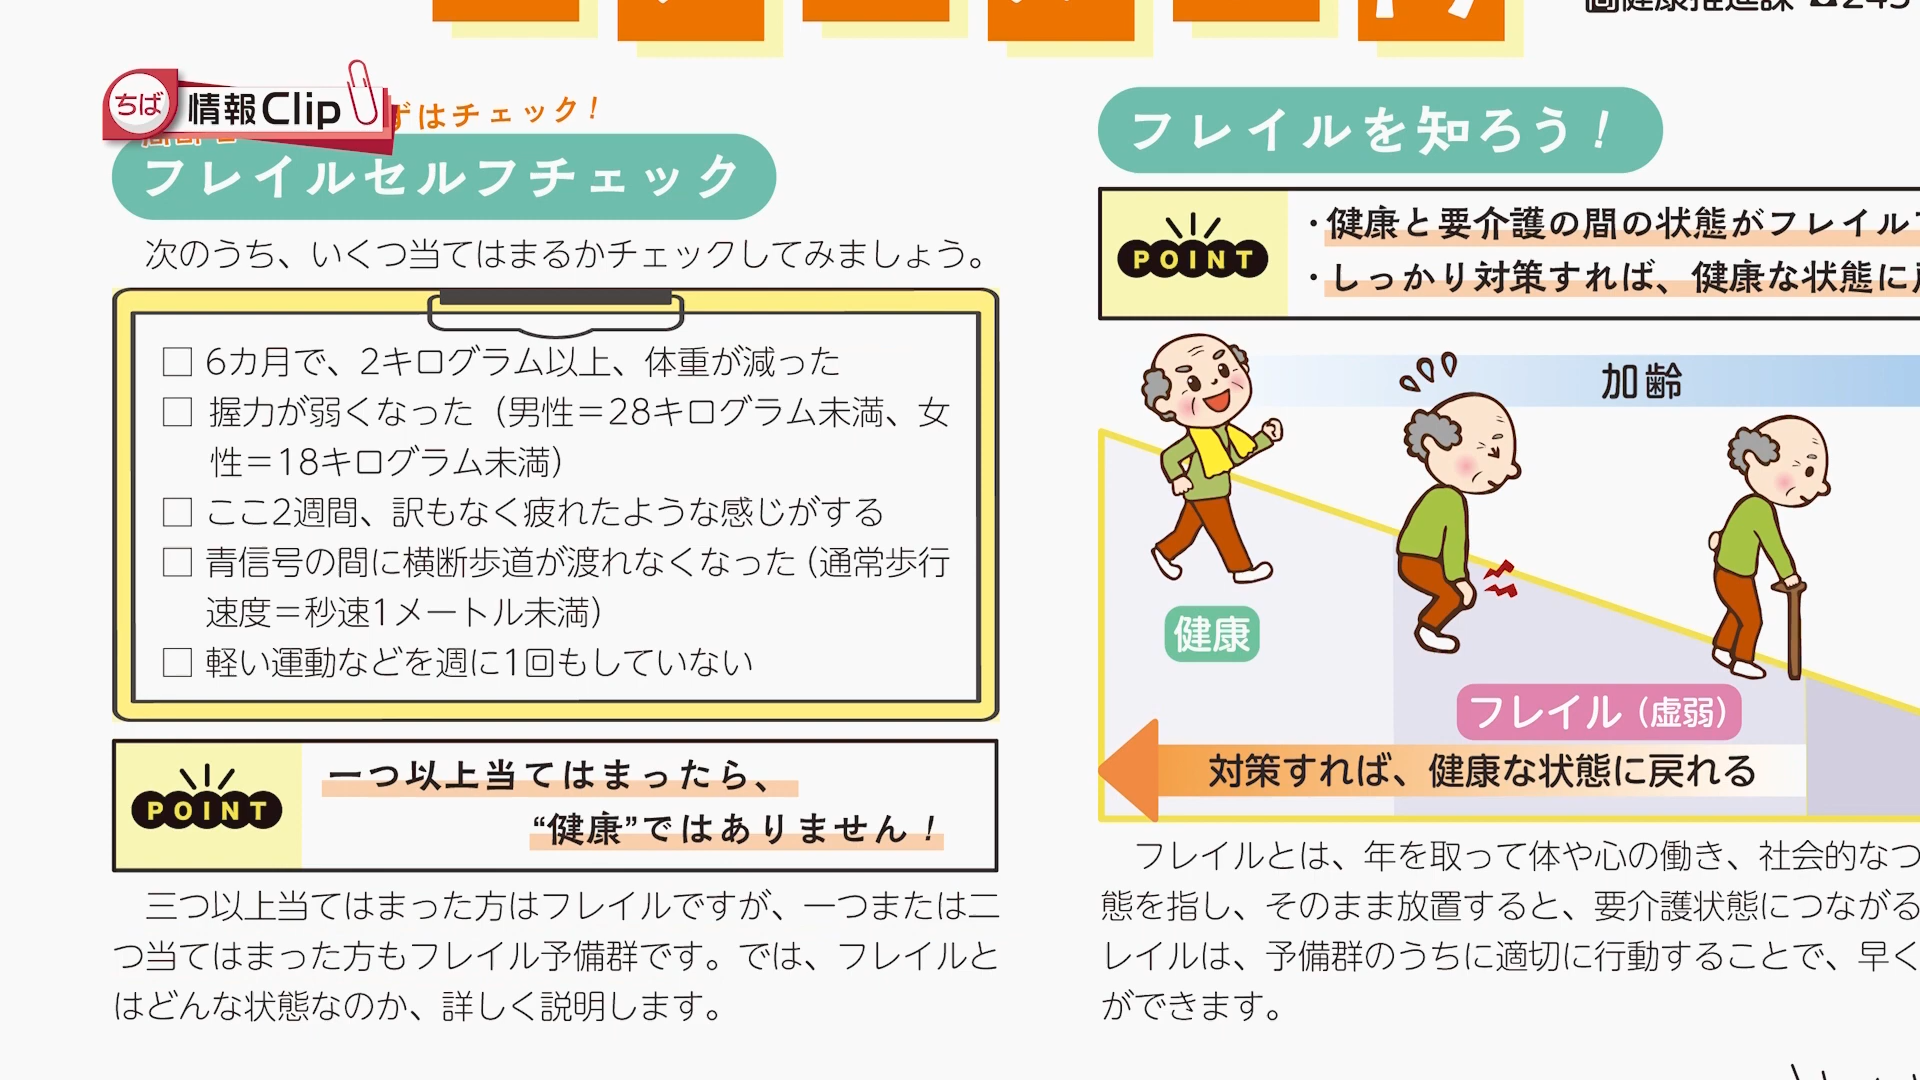 ちば 情報Clip
ずはチェック!
フレイルセルフチェック
次のうち、いくつ当てはまるかチェックしてみましょう。
□ 6カ月で、2キログラム以上、体重が減った
□ 握力が弱くなった（男性＝28キログラム未満、女
性＝18キログラム未満）
□ ここ2週間、訳もなく疲れたような感じがする
□ 青信号の間に横断歩道が渡れなくなった（通常歩行
速度＝秒速1メートル未満）
□ 軽い運動などを週に1回もしていない
POINT
一つ以上当てはまったら、
“健康”ではありません！
三つ以上当てはまった方はフレイルですが、一つまたは二
つ当てはまった方もフレイル予備群です。では、フレイルと
はどんな状態なのか、詳しく説明します。
健康推進課 ☎245
フレイルを知ろう！
POINT
・健康と要介護の間の状態がフレイル
・しっかり対策すれば、健康な状態に
加齢
健康
フレイル（虚弱）
対策すれば、健康な状態に戻れる
フレイルとは、年を取って体や心の働き、社会的なつ
態を指し、そのまま放置すると、要介護状態につながる
レイルは、予備群のうちに適切に行動することで、早く
ができます。